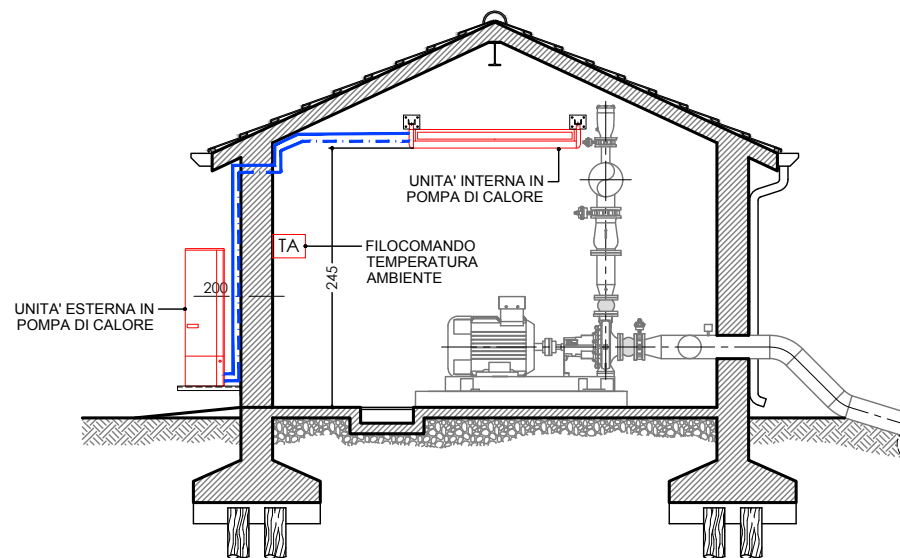 UNITA' INTERNA IN
POMPA DI CALORE
TA
FILOCOMANDO
TEMPERATURA
AMBIENTE
245
200
UNITA' ESTERNA IN
POMPA DI CALORE